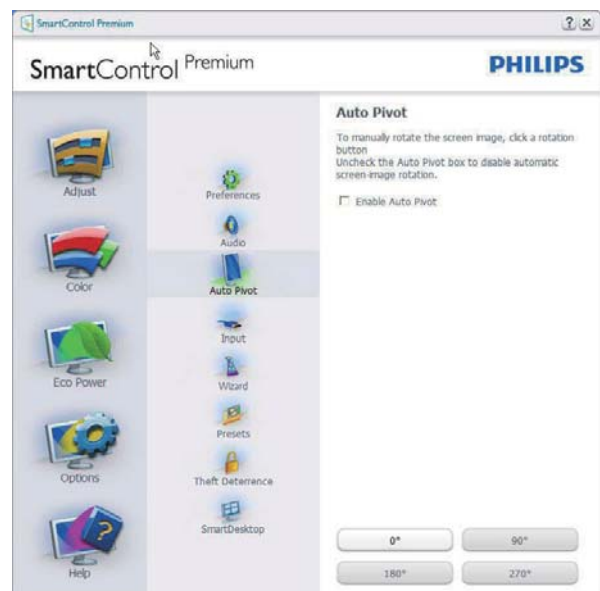 SmartControl Premium
? x
SmartControl Premium
PHILIPS
Adjust
Color
Eco Power
Options
Help
Preferences
Audio
Auto Pivot
Input
Wizard
Presets
Theft Deterrence
SmartDesktop
Auto Pivot
To manually rotate the screen image, click a rotation
button
Uncheck the Auto Pivot box to disable automatic
screen-image rotation.
Enable Auto Pivot
0°
90°
180°
270°